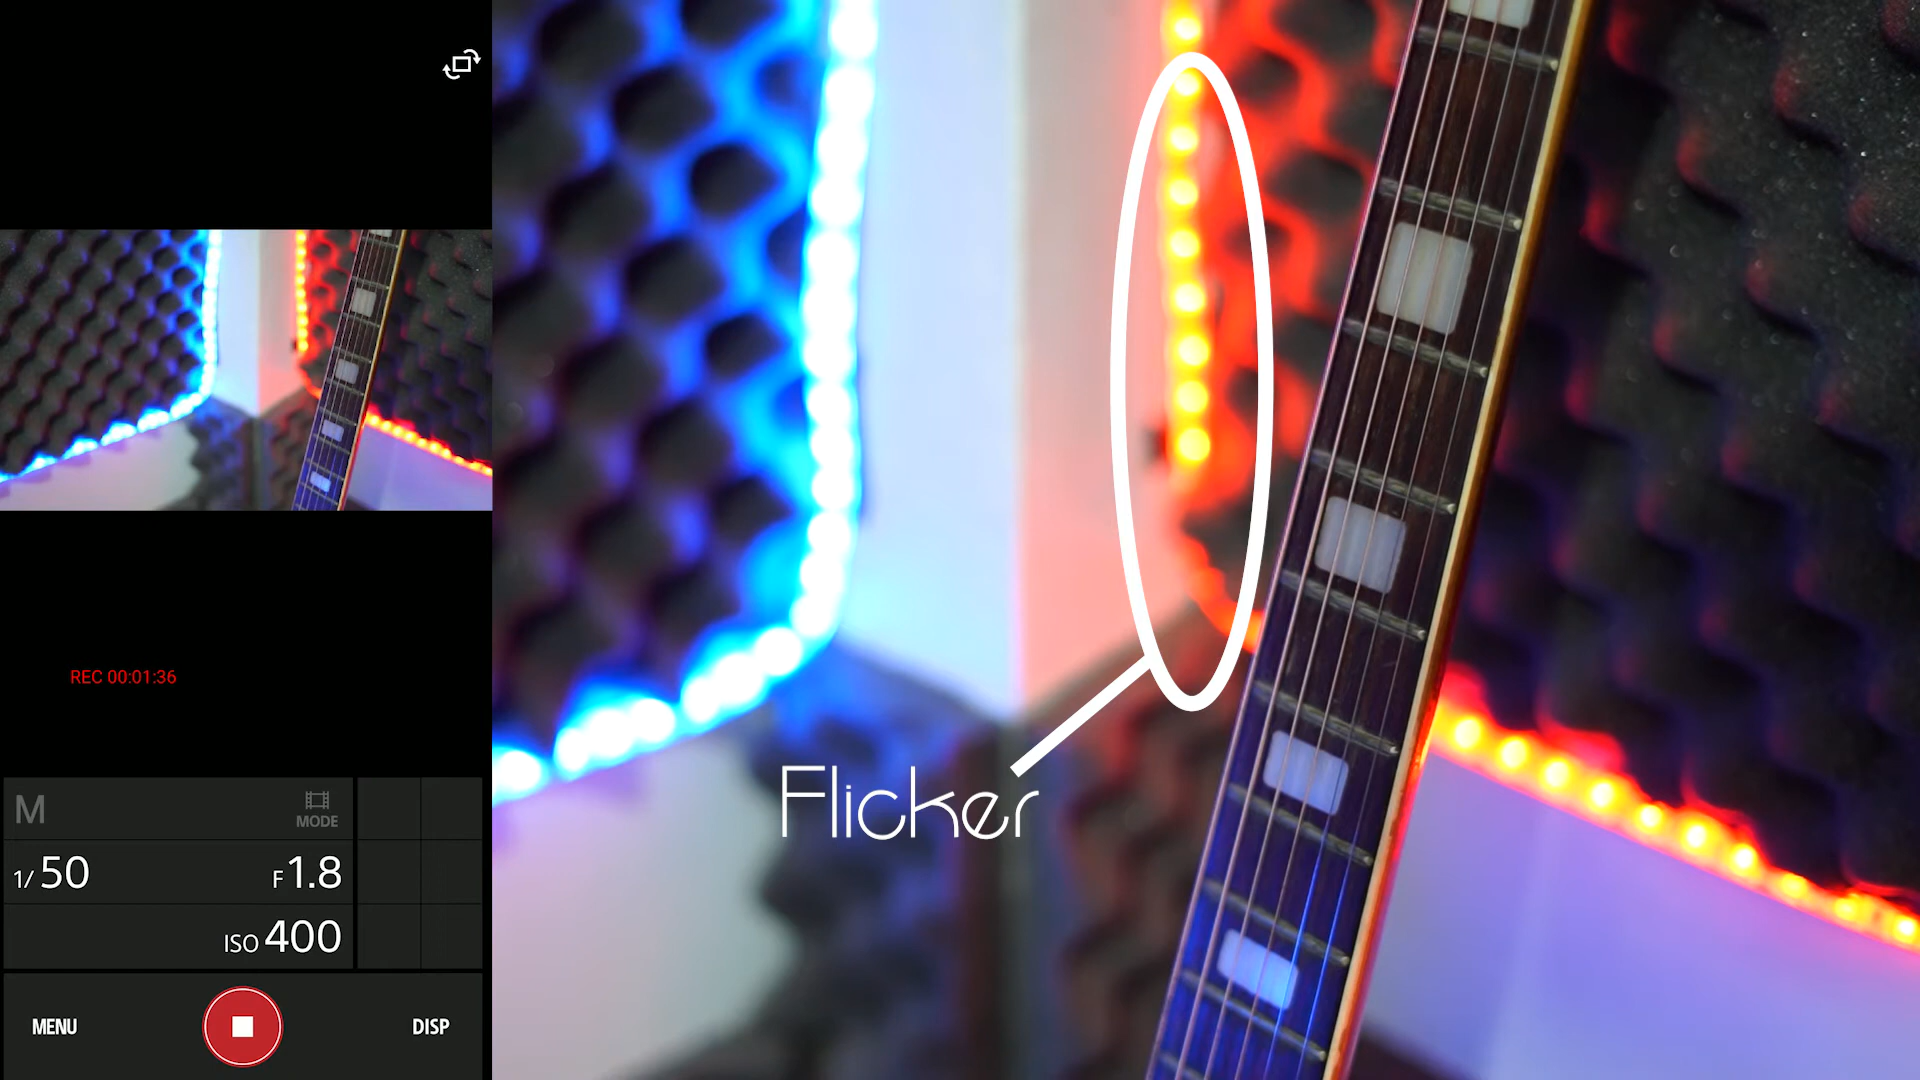 REC 00:01:36
M
MODE
1/50 F1.8
ISO 400
MENU DISP
Flicker